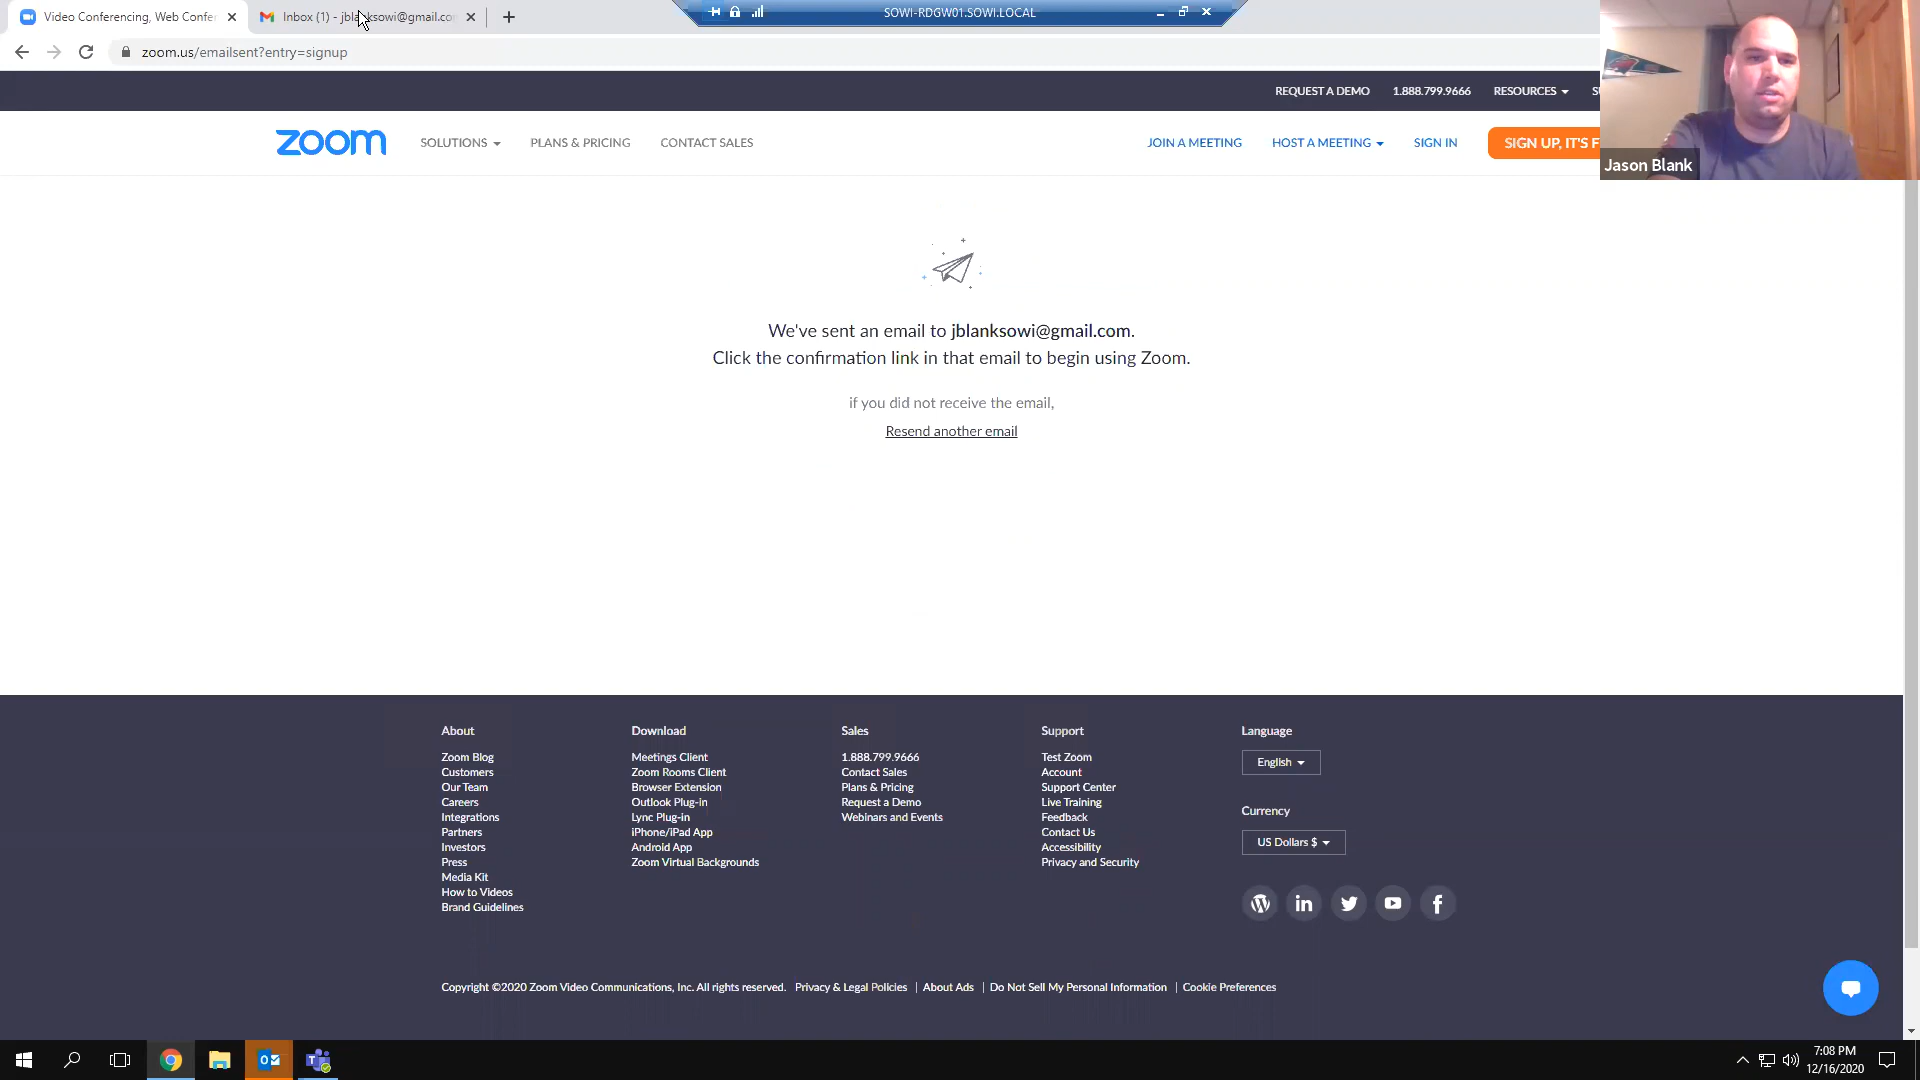 Video Conferencing, Web Confer
Inbox (1) - jblanksowi@gmail.co
SOWI-RDGW01.SOWI.LOCAL
zoom.us/emailsent?entry=signup
REQUEST A DEMO 1.888.799.9666 RESOURCES
zoom SOLUTIONS PLANS & PRICING CONTACT SALES JOIN A MEETING HOST A MEETING SIGN IN SIGN UP, IT'S F
Jason Blank
We've sent an email to jblanksowi@gmail.com.
Click the confirmation link in that email to begin using Zoom.
if you did not receive the email,
Resend another email
About
Zoom Blog
Customers
Our Team
Careers
Integrations
Partners
Investors
Press
Media Kit
How to Videos
Brand Guidelines
Download
Meetings Client
Zoom Rooms Client
Browser Extension
Outlook Plug-in
Lync Plug-in
iPhone/iPad App
Android App
Zoom Virtual Backgrounds
Sales
1.888.799.9666
Contact Sales
Plans & Pricing
Request a Demo
Webinars and Events
Support
Test Zoom
Account
Support Center
Live Training
Feedback
Contact Us
Accessibility
Privacy and Security
Language
English
Currency
US Dollars $
Copyright ©2020 Zoom Video Communications, Inc. All rights reserved. Privacy & Legal Policies | About Ads | Do Not Sell My Personal Information | Cookie Preferences
7:08 PM
12/16/2020